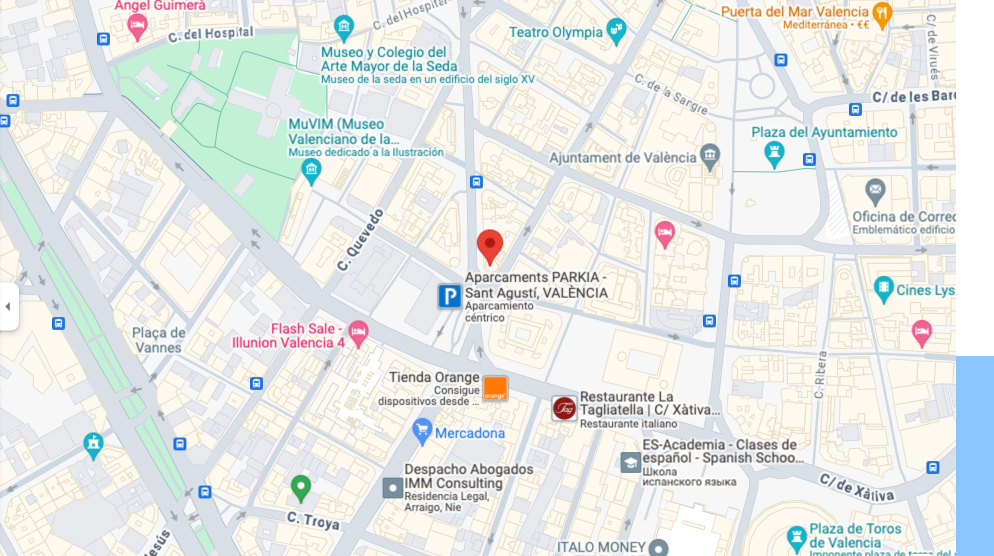 Angel Guimerà
C. del Hospital
C. del Hospital
Puerta del Mar Valencia
Mediterránea • €€
C/ de Virués
Teatro Olympia
Museo y Colegio del
Arte Mayor de la Seda
Museo de la seda en un edificio del siglo XV
C. de la Sangre
C/ de les Barc
MuVIM (Museo
Valenciano de la...
Museo dedicado a la Ilustración
Plaza del Ayuntamiento
Ajuntament de València
C. Quevedo
Oficina de Correo
Emblemático edificio
P
Aparcaments PARKIA -
Sant Agustí, VALÈNCIA
Aparcamiento
céntrico
Cines Lys
Plaça de
Vannes
Flash Sale -
Illunion Valencia 4
C. Ribera
Tienda Orange
Consigue
dispositivos desde ...
orange
Tag
Restaurante La
Tagliatella | C/ Xàtiva...
Restaurante italiano
Mercadona
ES-Academia - Clases de
español - Spanish Schoo...
Школа
испанского языка
Despacho Abogados
IMM Consulting
Residencia Legal,
Arraigo, Nie
C/ de Xàtiva
C. Troya
Jesús
ITALO MONEY
Plaza de Toros
de Valencia
Imponente plaza de toros del s